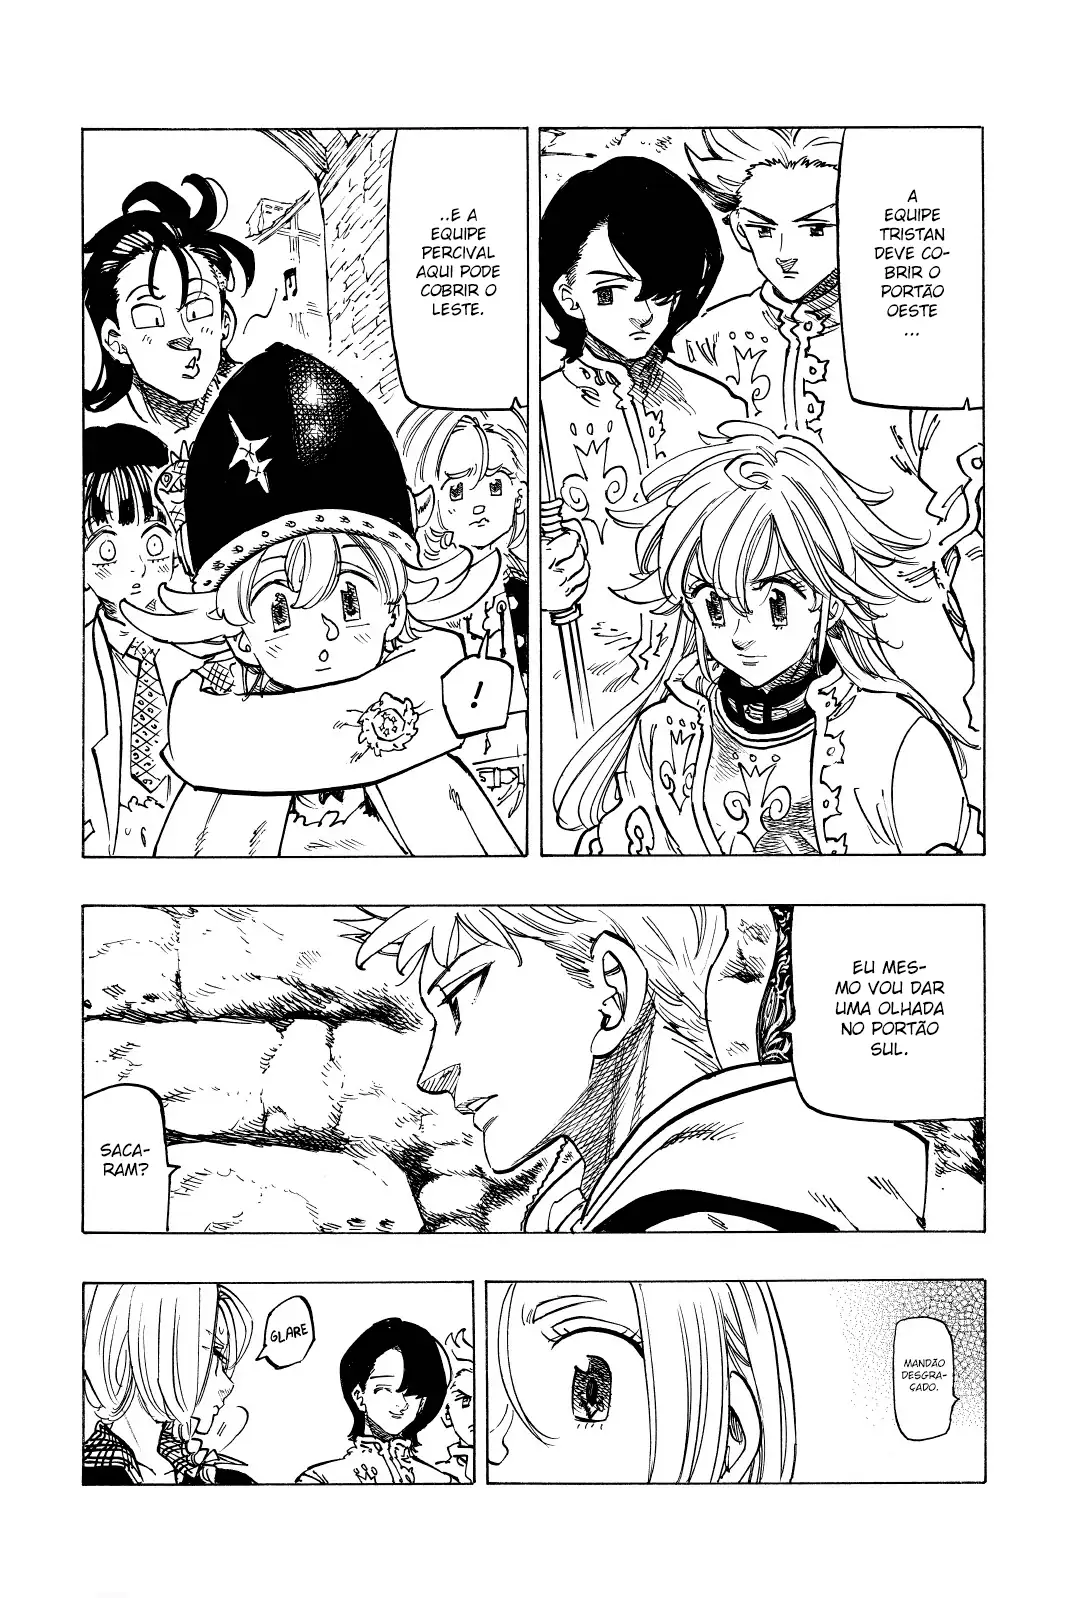 A
EQUIPE
TRISTAN
DEVE CO-
BRIR O
PORTÃO
OESTE
...
..E A
EQUIPE
PERCIVAL
AQUI PODE
COBRIR O
LESTE.
!
EU MES-
MO VOU DAR
UMA OLHADA
NO PORTÃO
SUL.
SACA-
RAM?
MANDÃO
DESGRA-
ÇADO.
GLARE